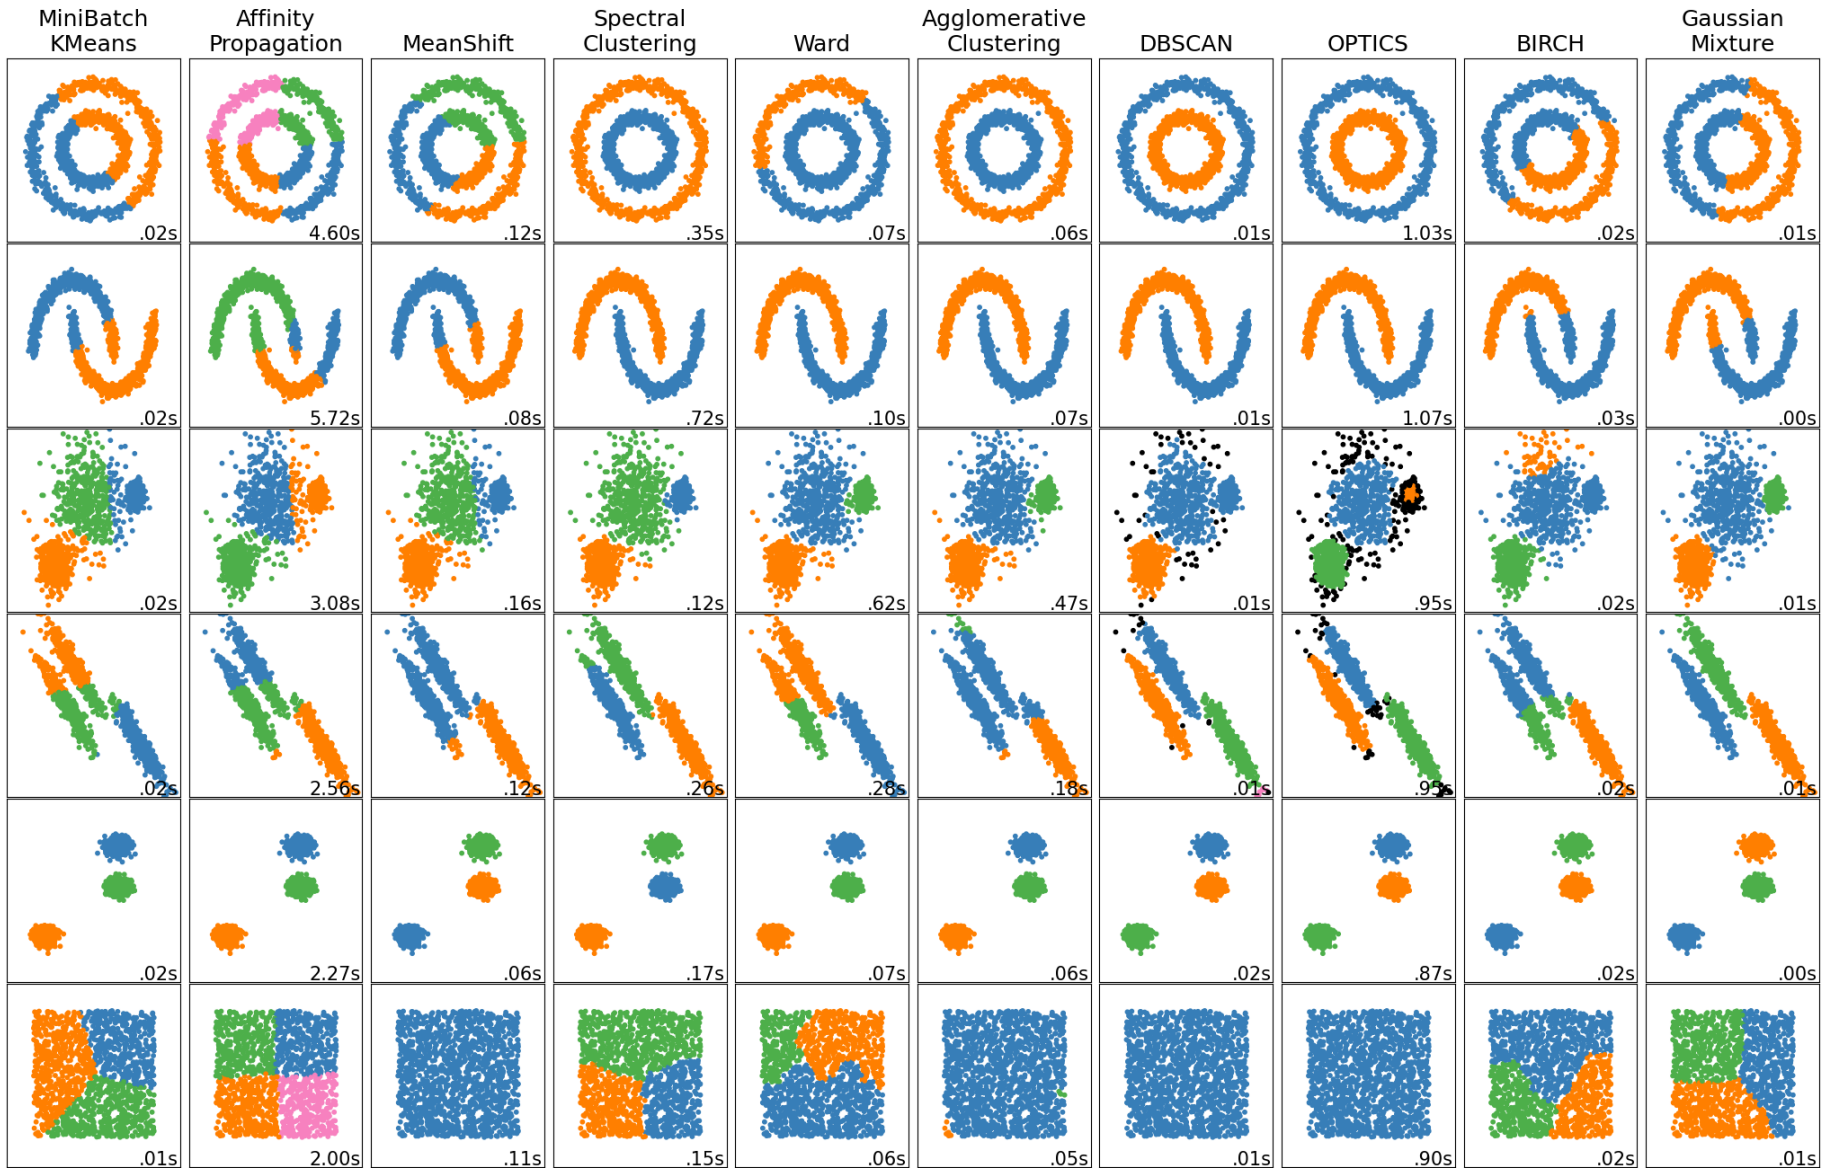 MiniBatch
KMeans
Affinity
Propagation
MeanShift
Spectral
Clustering
Ward
Agglomerative
Clustering
DBSCAN
OPTICS
BIRCH
Gaussian
Mixture
.02s
4.60s
.12s
.35s
.07s
.06s
.01s
1.03s
.02s
.01s
.02s
5.72s
.08s
.72s
.10s
.07s
.01s
1.07s
.03s
.00s
.02s
3.08s
.16s
.12s
.62s
.47s
.01s
.95s
.02s
.01s
.02s
2.56s
.12s
.26s
.28s
.18s
.01s
.93s
.02s
.01s
.02s
2.27s
.06s
.17s
.07s
.06s
.02s
.87s
.02s
.00s
.01s
2.00s
.11s
.15s
.06s
.05s
.01s
.90s
.02s
.01s